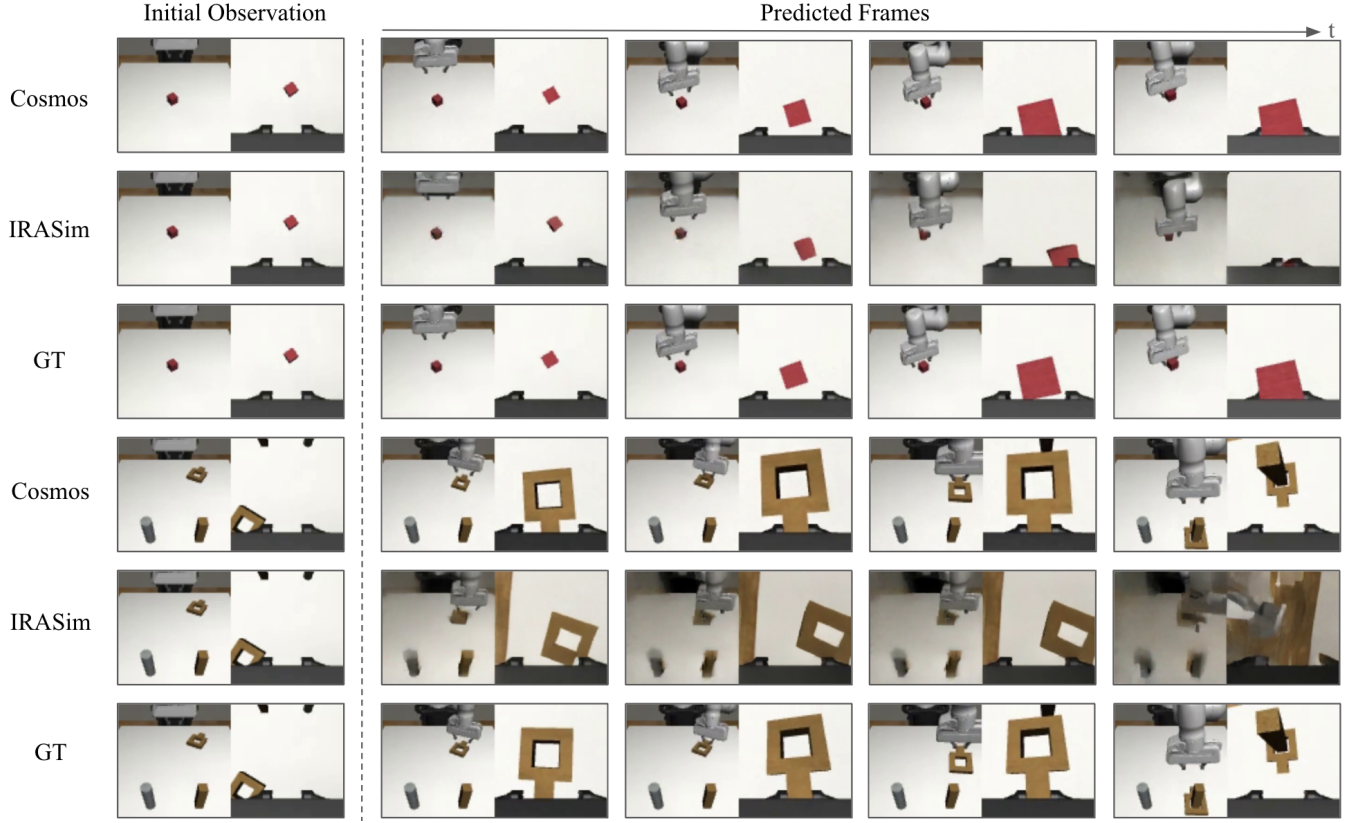 Initial Observation
Predicted Frames
t
Cosmos
IRASim
GT
Cosmos
IRASim
GT